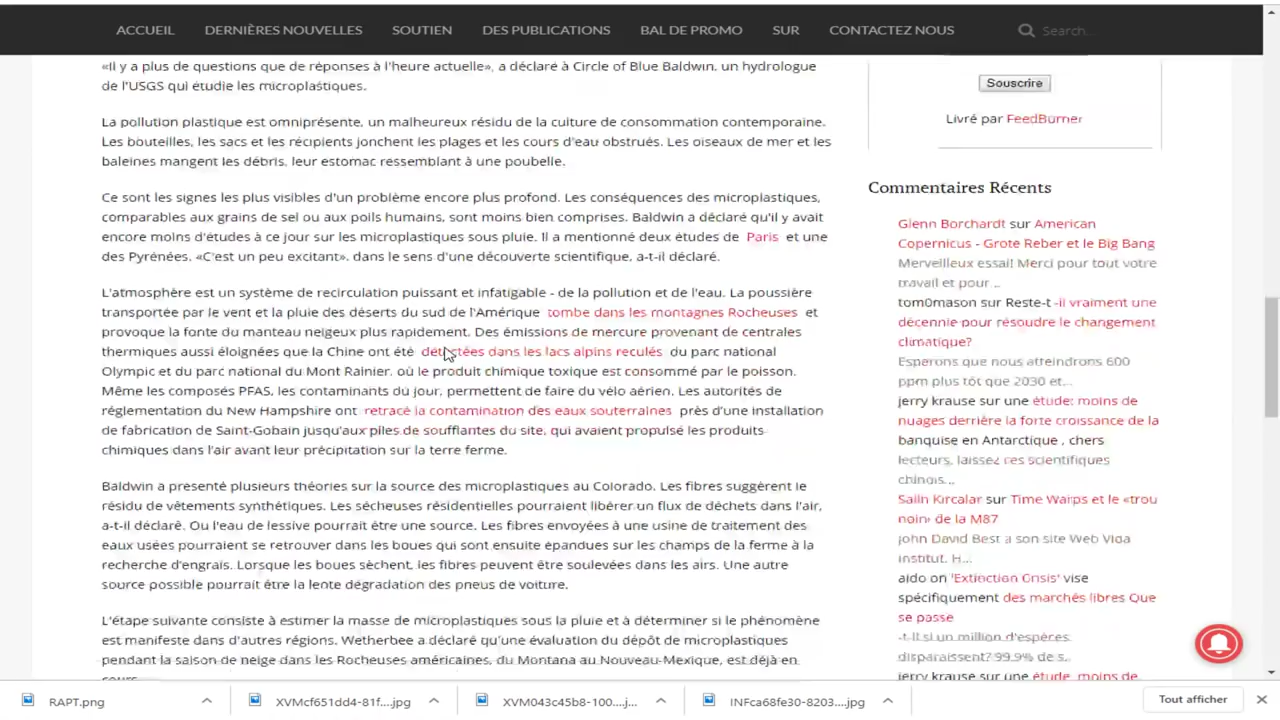 ACCUEIL DERNIÈRES NOUVELLES SOUTIEN DES PUBLICATIONS BAL DE PROMO SUR CONTACTEZ NOUS Search...
«Il y a plus de questions que de réponses à l'heure actuelle», a déclaré à Circle of Blue Baldwin, un hydrologue
de l'USGS qui étudie les microplastiques.
La pollution plastique est omniprésente, un malheureux résidu de la culture de consommation contemporaine.
Les bouteilles, les sacs et les récipients jonchent les plages et les cours d'eau obstrués. Les oiseaux de mer et les
baleines mangent les débris, leur estomac ressemblant à une poubelle.
Ce sont les signes les plus visibles d'un problème encore plus profond. Les conséquences des microplastiques,
comparables aux grains de sel ou aux poils humains, sont moins bien comprises. Baldwin a déclaré qu'il y avait
encore moins d'études à ce jour sur les microplastiques sous pluie. Il a mentionné deux études de Paris et une
des Pyrénées. «C'est un peu excitant», dans le sens d'une découverte scientifique, a-t-il déclaré.
L'atmosphère est un système de recirculation puissant et infatigable - de la pollution et de l'eau. La poussière
transportée par le vent et la pluie des déserts du sud de l'Amérique tombe dans les montagnes Rocheuses et
provoque la fonte du manteau neigeux plus rapidement. Des émissions de mercure provenant de centrales
thermiques aussi éloignées que la Chine ont été détectées dans les lacs alpins reculés du parc national
Olympic et du parc national du Mont Rainier, où le produit chimique toxique est consommé par le poisson.
Même les composés PFAS, les contaminants du jour, permettent de faire du vélo aérien. Les autorités de
réglementation du New Hampshire ont retracé la contamination des eaux souterraines près d'une installation
de fabrication de Saint-Gobain jusqu'aux piles de soufflantes du site, qui avaient propulsé les produits
chimiques dans l'air avant leur précipitation sur la terre ferme.
Baldwin a présenté plusieurs théories sur la source des microplastiques au Colorado. Les fibres suggèrent le
résidu de vêtements synthétiques. Les sécheuses résidentielles pourraient libérer un flux de déchets dans l'air,
a-t-il déclaré. Ou l'eau de lessive pourrait être une source. Les fibres envoyées à une usine de traitement des
eaux usées pourraient se retrouver dans les boues qui sont ensuite épandues sur les champs de la ferme à la
recherche d'engrais. Lorsque les boues sèchent, les fibres peuvent être soulevées dans les airs. Une autre
source possible pourrait être la lente dégradation des pneus de voiture.
L'étape suivante consiste à estimer la masse de microplastiques sous la pluie et à déterminer si le phénomène
est manifeste dans d'autres régions. Wetherbee a déclaré qu'une évaluation du dépôt de microplastiques
pendant la saison de neige dans les Rocheuses américaines, du Montana au Nouveau-Mexique, est déjà en
Souscrire
Livré par FeedBurner
Commentaires Récents
Glenn Borchardt sur American
Copernicus - Grote Reber et le Big Bang
Merveilleux essai! Merci pour tout votre
travail et pour...
tom0mason sur Reste-t -il vraiment une
décennie pour résoudre le changement
climatique?
Espérons que nous atteindrons 600
ppm plus tôt que 2030 et...
jerry krause sur une étude: moins de
nuages derrière la forte croissance de la
banquise en Antarctique , chers
lecteurs, laissez ces scientifiques
chinois...
Salih Kircalar sur Time Warps et le «trou
noir» de la M87
john David Best a son site Web Vida
institut. H...
aido on 'Extinction Crisis' vise
spécifiquement des marchés libres Que
se passe
-t-il si un million d'espèces
disparaissent? 99.9% de s...
jerry krause sur une étude: moins de
RAPT.png XVMcf651dd4-81f....jpg XVM043c45b8-100....j... INFca68fe30-8203....jpg Tout afficher